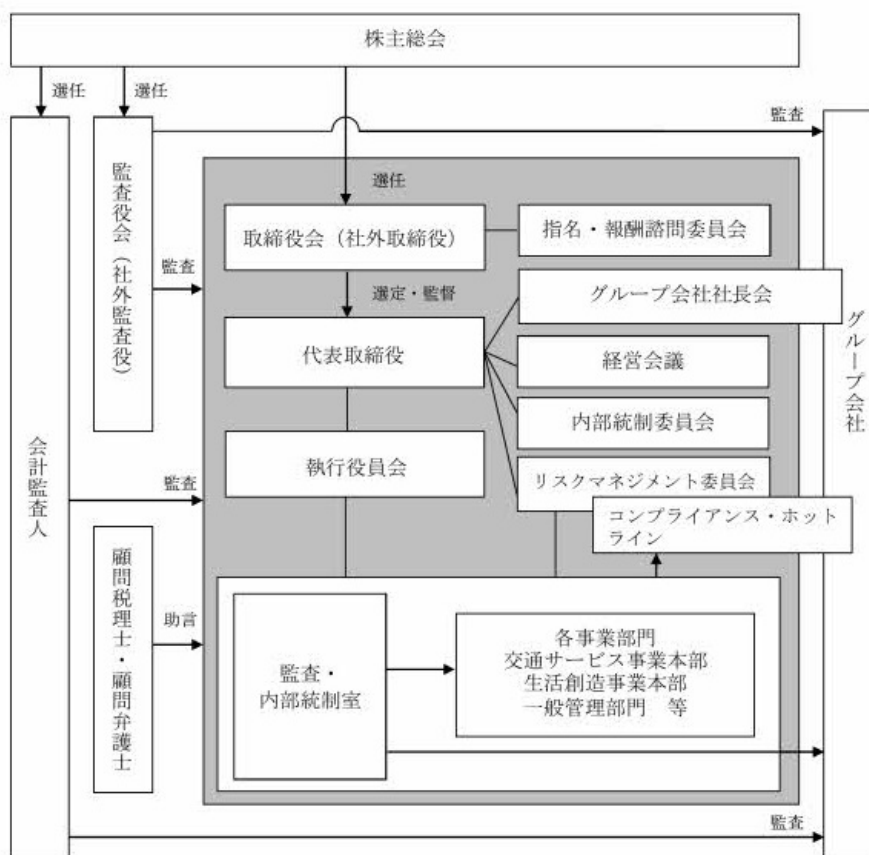 株主総会
選任
選任
監査
選任
会計監査人
監査役会（社外監査役）
監査
取締役会（社外取締役）
指名・報酬諮問委員会
選定・監督
グループ会社社長会
代表取締役
経営会議
内部統制委員会
グループ会社
執行役員会
リスクマネジメント委員会
監査
コンプライアンス・ホット
ライン
顧問税理士・顧問弁護士
助言
監査・
内部統制室
各事業部門
交通サービス事業本部
生活創造事業本部
一般管理部門　等
監査